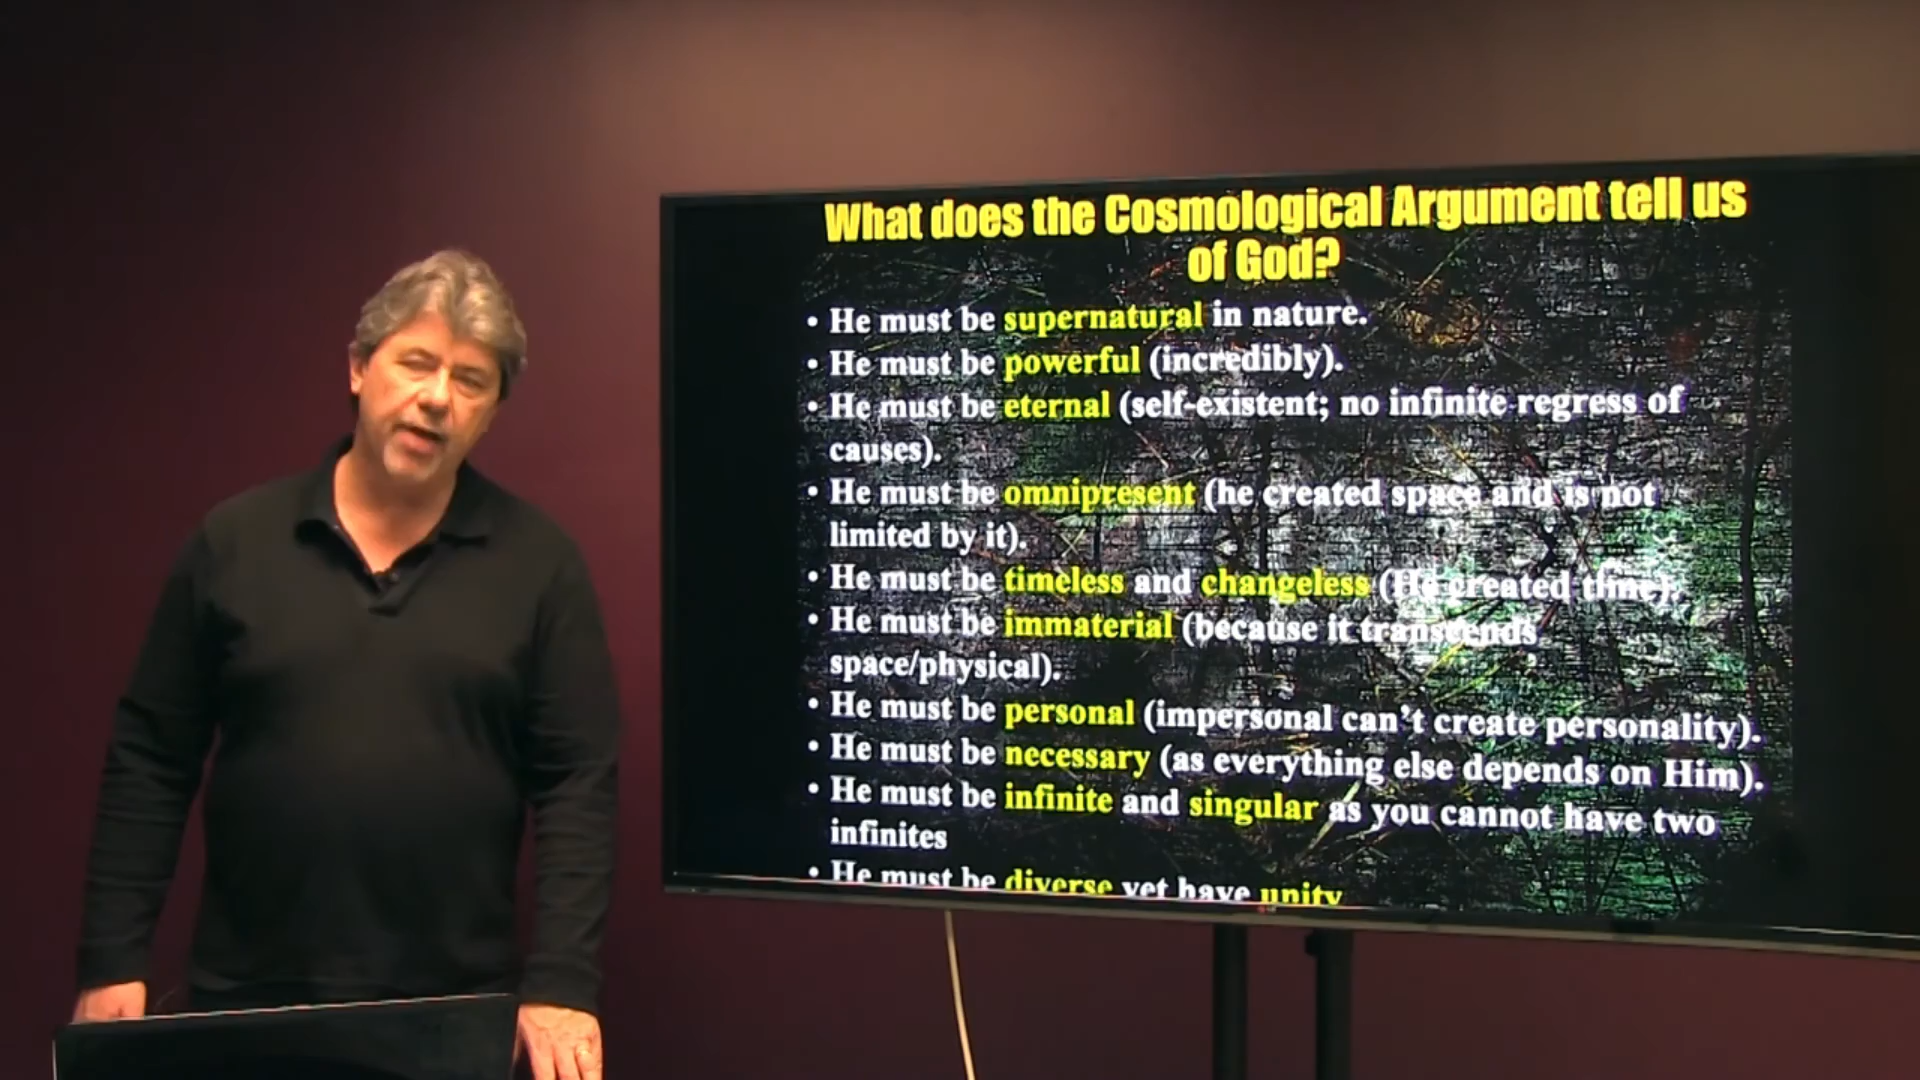 What does the Cosmological Argument tell us
of God?
• He must be supernatural in nature.
• He must be powerful (incredibly).
• He must be eternal (self-existent; no infinite regress of
causes).
• He must be omnipresent (he created space and is not
limited by it).
• He must be timeless and changeless (He created time).
• He must be immaterial (because it transcends
space/physical).
• He must be personal (impersonal can't create personality).
• He must be necessary (as everything else depends on Him).
• He must be infinite and singular as you cannot have two
infinites
• He must be diverse yet have unity